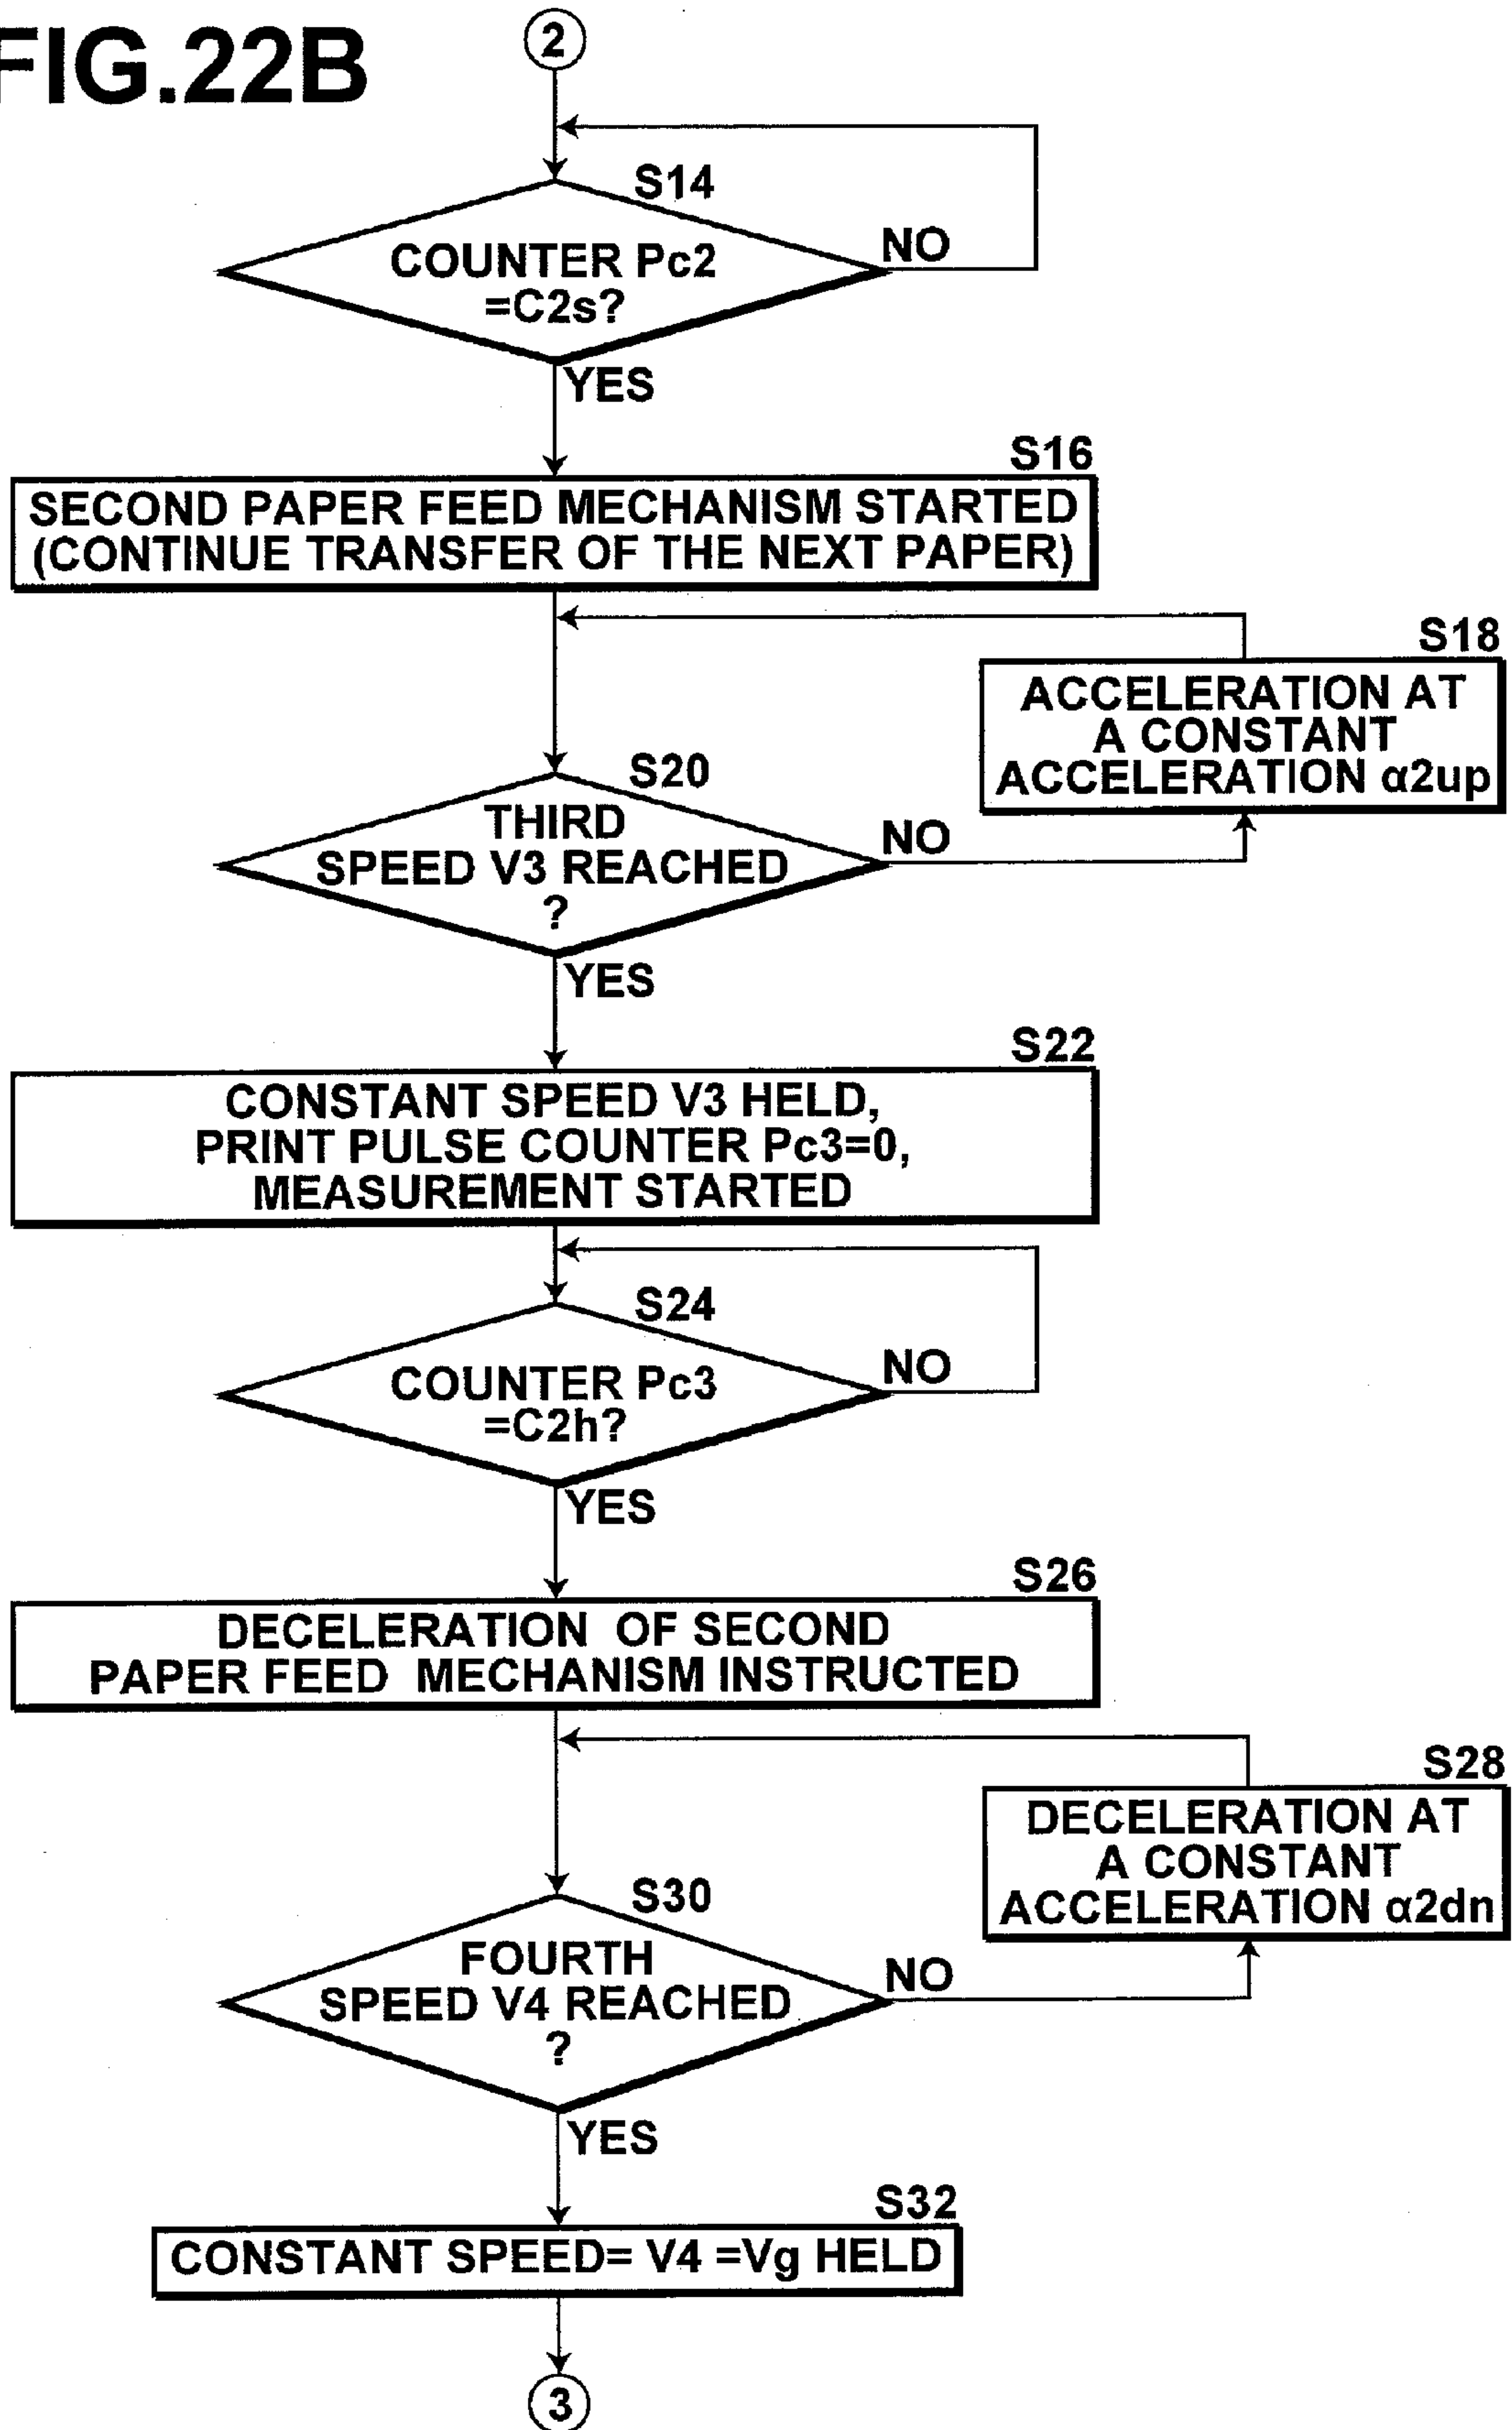 FIG.22B
2
S14
COUNTER Pc2
=C2s?
NO
YES
S16
SECOND PAPER FEED MECHANISM STARTED
(CONTINUE TRANSFER OF THE NEXT PAPER)
S18
ACCELERATION AT
A CONSTANT
ACCELERATION α2up
S20
THIRD
SPEED V3 REACHED
?
NO
YES
S22
CONSTANT SPEED V3 HELD,
PRINT PULSE COUNTER Pc3=0,
MEASUREMENT STARTED
S24
COUNTER Pc3
=C2h?
NO
YES
S26
DECELERATION OF SECOND
PAPER FEED MECHANISM INSTRUCTED
S28
DECELERATION AT
A CONSTANT
ACCELERATION α2dn
S30
FOURTH
SPEED V4 REACHED
?
NO
YES
S32
CONSTANT SPEED= V4 =Vg HELD
3